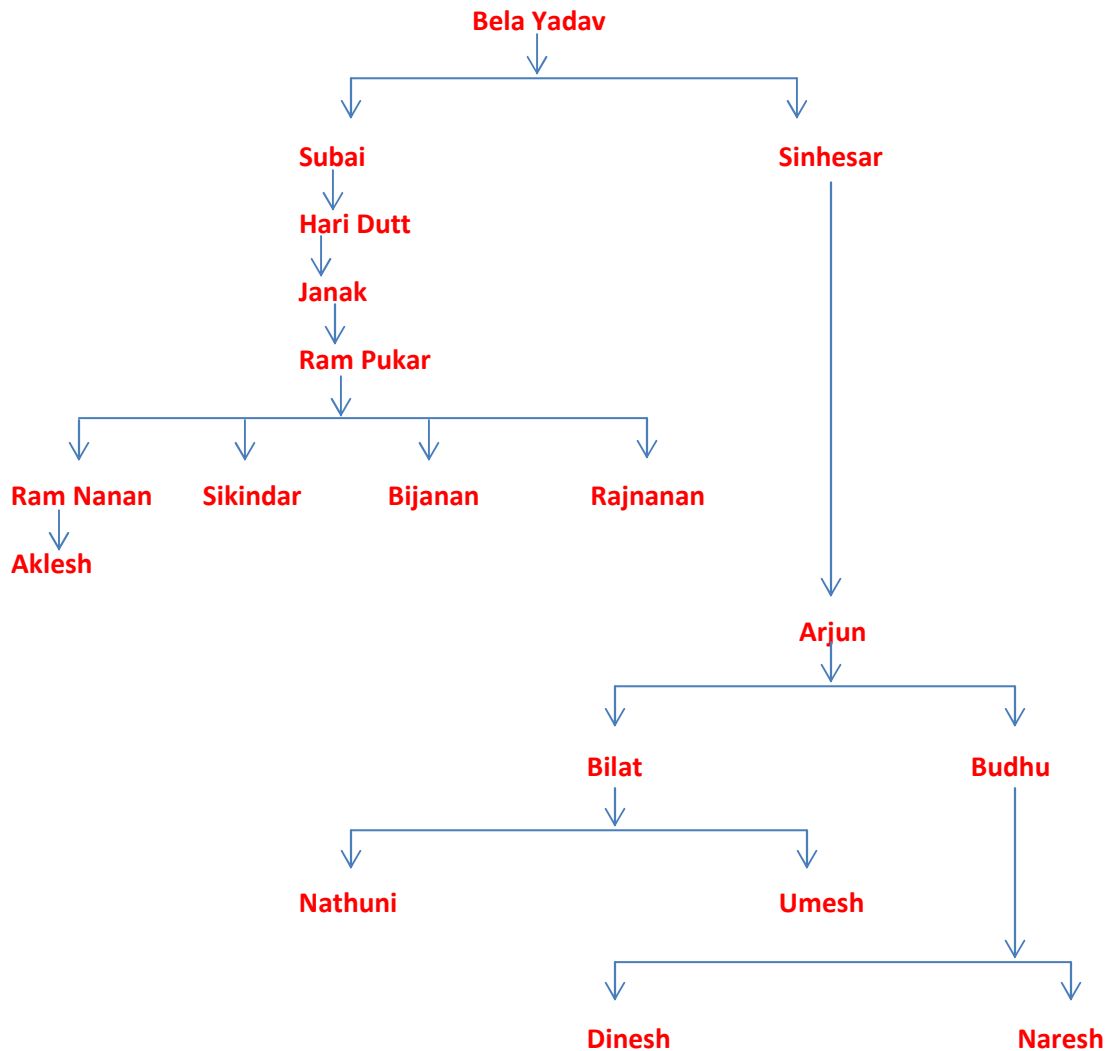 Bela Yadav
Subai Sinhesar
Hari Dutt
Janak
Ram Pukar
Ram Nanan Sikindar Bijanan Rajnanan
Aklesh
Arjun
Bilat Budhu
Nathuni Umesh
Dinesh Naresh